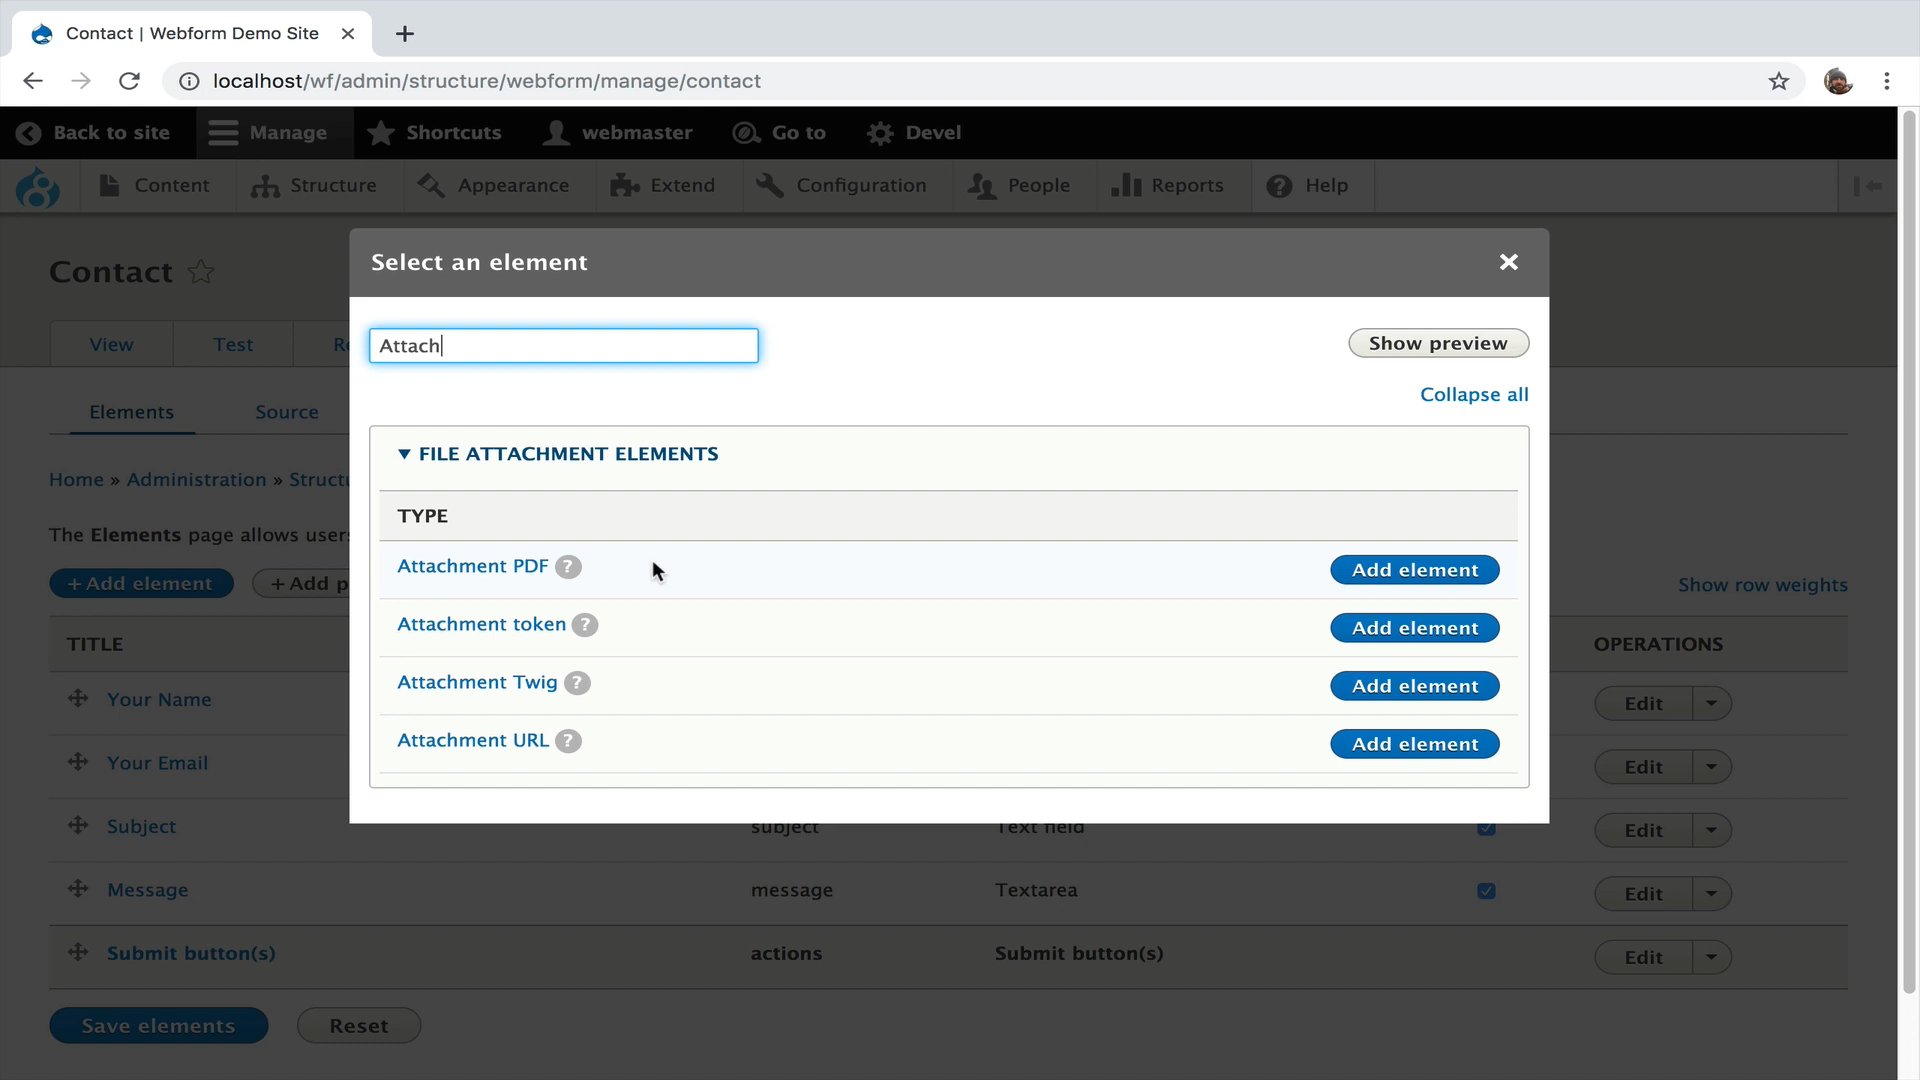 Contact | Webform Demo Site
localhost/wf/admin/structure/webform/manage/contact
Back to site Manage Shortcuts webmaster Go to Devel
Content Structure Appearance Extend Configuration People Reports Help
Contact
Select an element
View Test
Attach
Show preview
Collapse all
Elements Source
FILE ATTACHMENT ELEMENTS
Home » Administration »
TYPE
The Elements page allows
Attachment PDF ? Add element
+ Add element + Add
Show row weights
Attachment token ? Add element
TITLE OPERATIONS
Attachment Twig ? Add element
Your Name Edit
Attachment URL ? Add element
Your Email Edit
Subject subject Text field Edit
Message message Textarea Edit
Submit button(s) actions Submit button(s) Edit
Save elements Reset